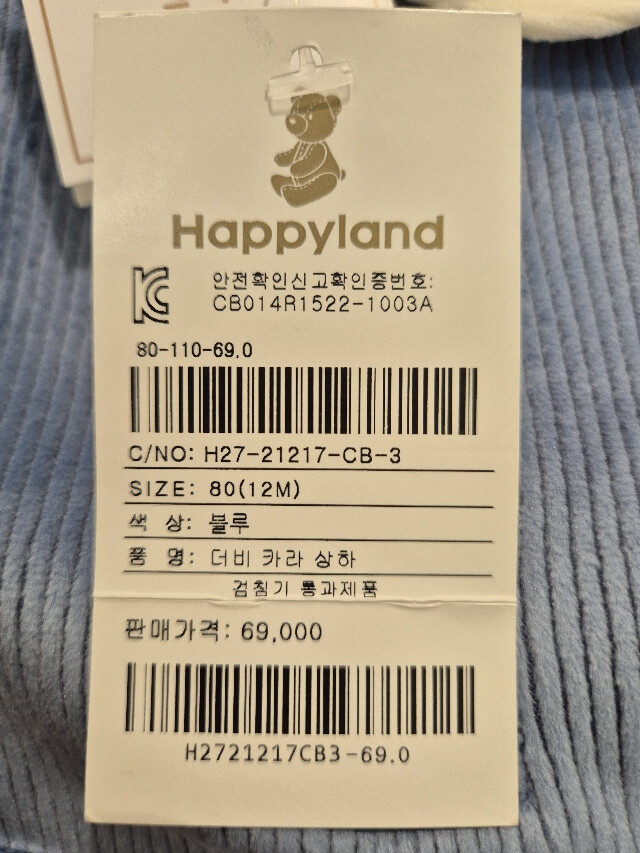 Happyland
안전확인신고확인증번호:
CB014R1522-1003A
80-110-69.0
C/NO: H27-21217-CB-3
SIZE: 80(12M)
색 상: 블루
품 명: 더비 카라 상하
검침기 통과제품
판매가격: 69,000
H2721217CB3-69.0